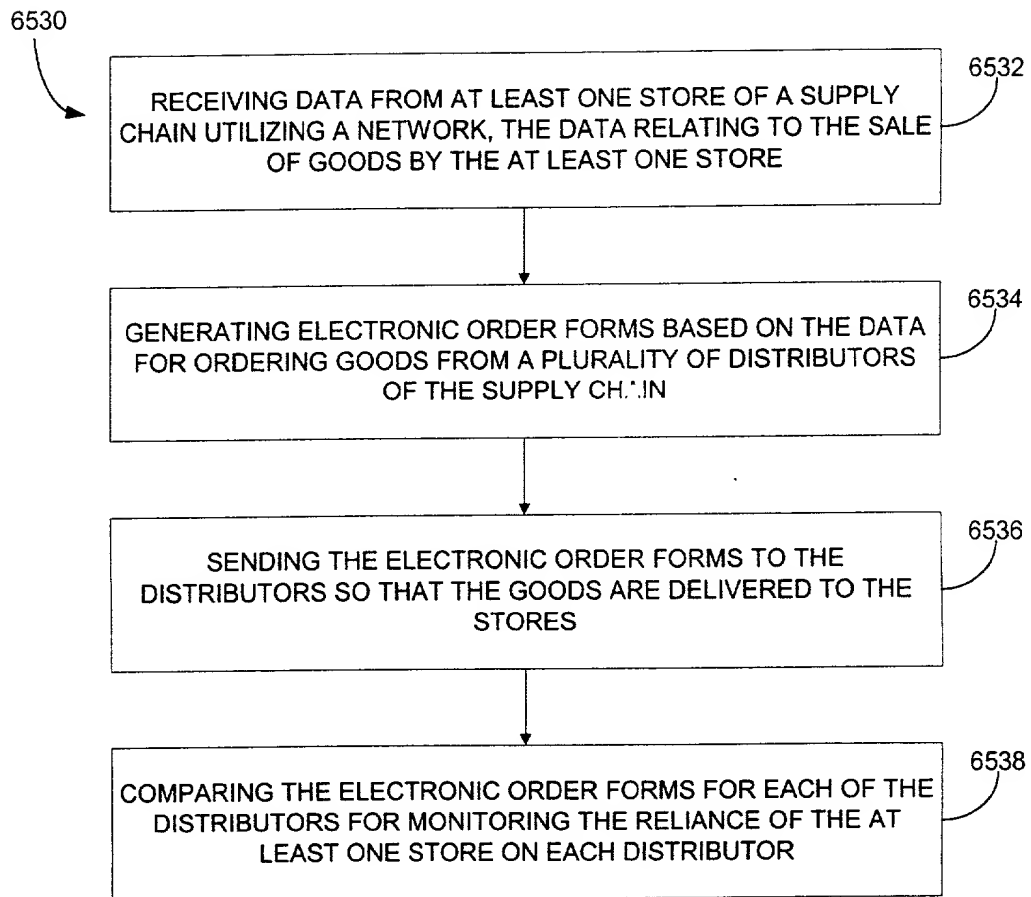 6530
6532
RECEIVING DATA FROM AT LEAST ONE STORE OF A SUPPLY
CHAIN UTILIZING A NETWORK, THE DATA RELATING TO THE SALE
OF GOODS BY THE AT LEAST ONE STORE
6534
GENERATING ELECTRONIC ORDER FORMS BASED ON THE DATA
FOR ORDERING GOODS FROM A PLURALITY OF DISTRIBUTORS
OF THE SUPPLY CHAIN
6536
SENDING THE ELECTRONIC ORDER FORMS TO THE
DISTRIBUTORS SO THAT THE GOODS ARE DELIVERED TO THE
STORES
6538
COMPARING THE ELECTRONIC ORDER FORMS FOR EACH OF THE
DISTRIBUTORS FOR MONITORING THE RELIANCE OF THE AT
LEAST ONE STORE ON EACH DISTRIBUTOR